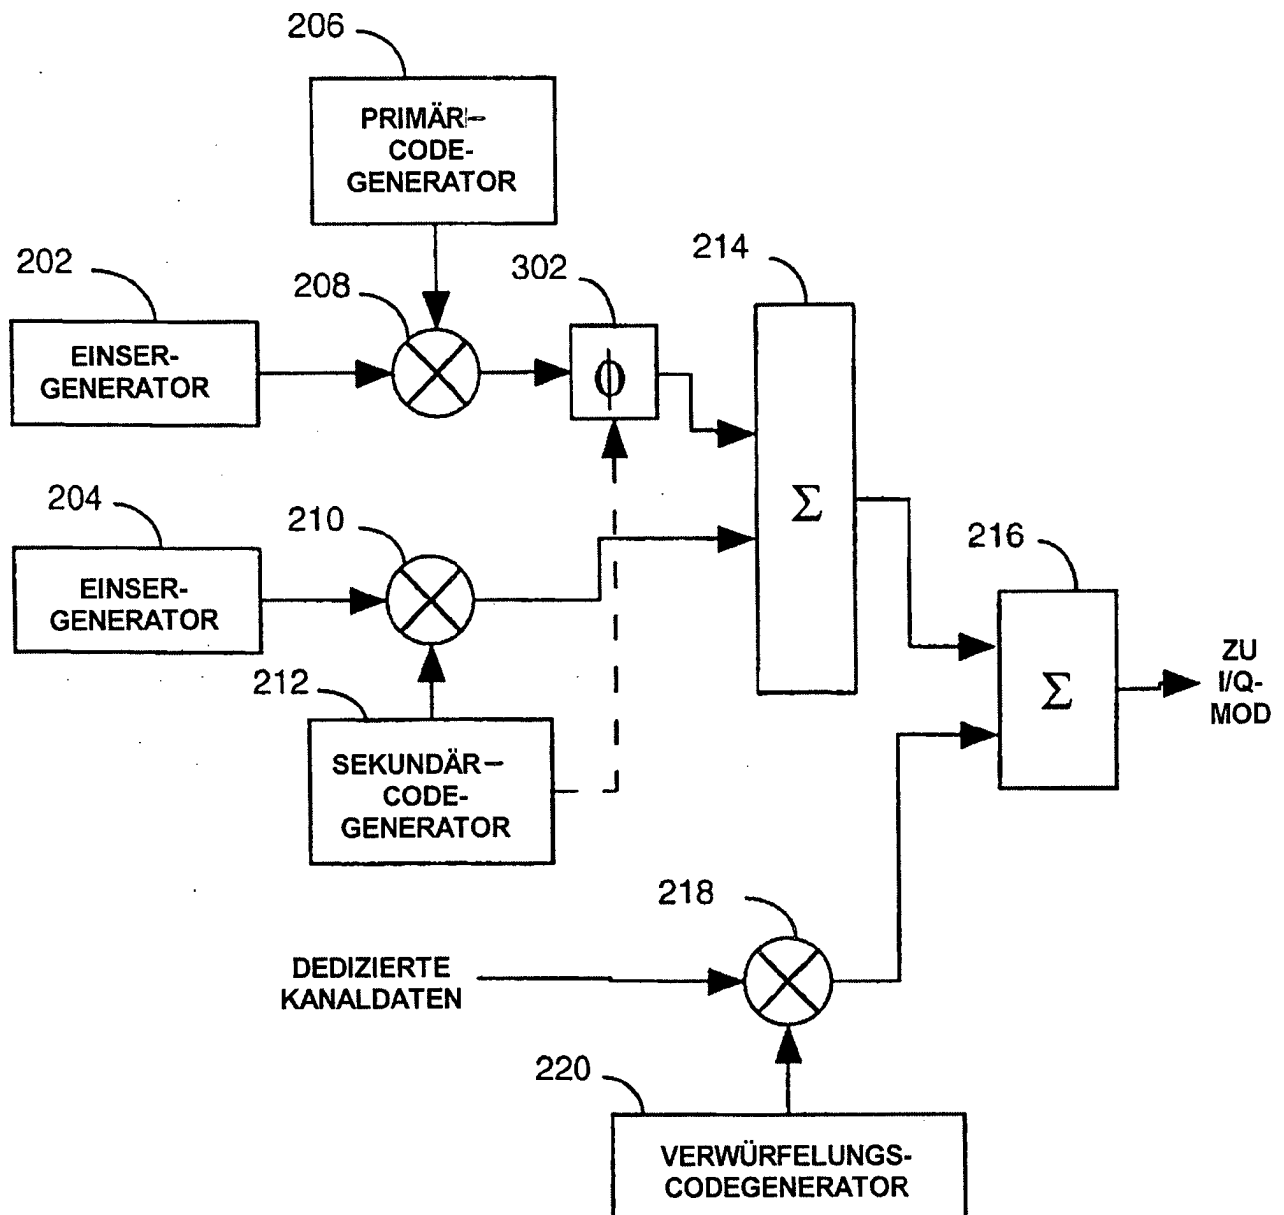 206
PRIMÄR–
CODE-
GENERATOR
202
208
302
214
EINSER-
GENERATOR
ϕ
204
210
Σ
216
EINSER-
GENERATOR
212
Σ
ZU
I/Q-
MOD
SEKUNDÄR–
CODE-
GENERATOR
218
DEDIZIERTE
KANALDATEN
220
VERWÜRFELUNGS-
CODEGENERATOR